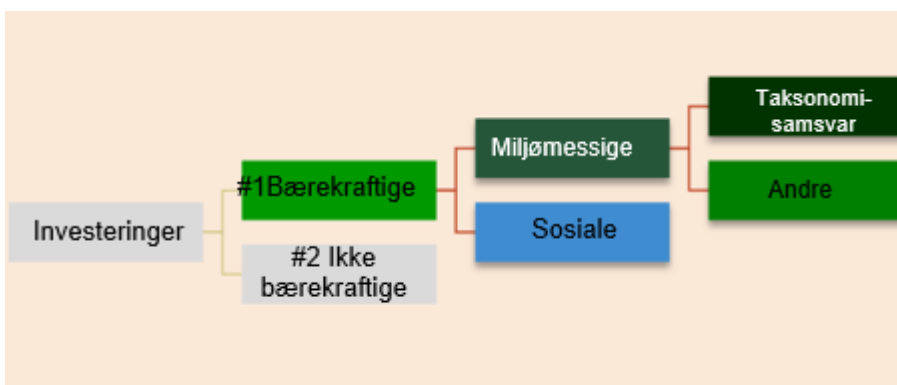 Investeringer
#1Bærekraftige
#2 Ikke
bærekraftige
Miljømessige
Sosiale
Taksonomi-
samsvar
Andre